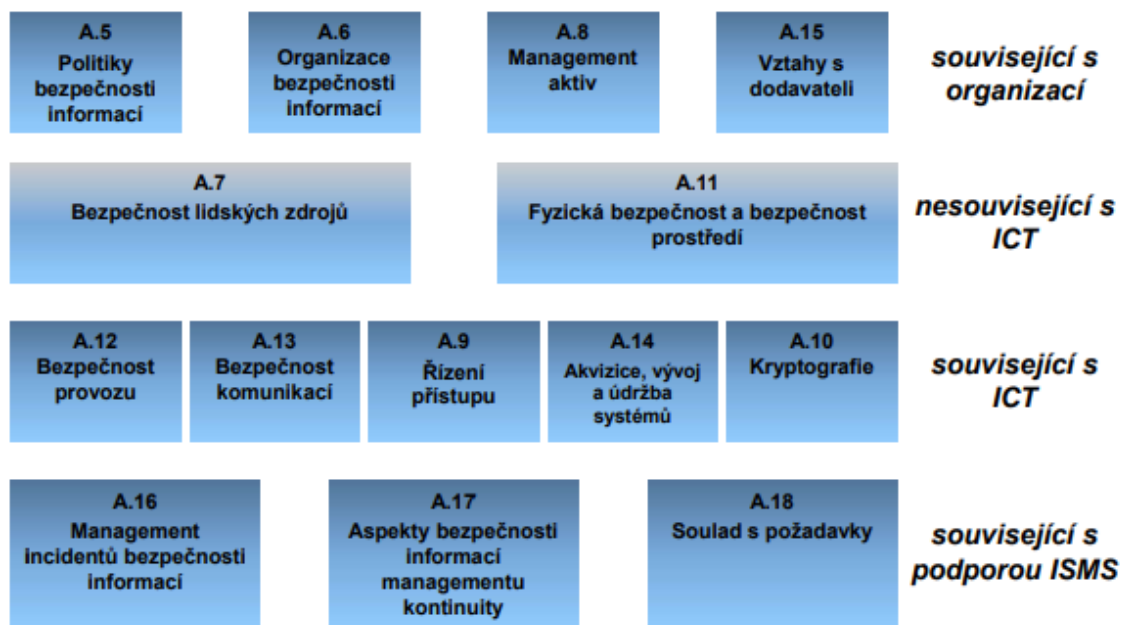 A.5
Politiky
bezpečnosti
informací
A.6
Organizace
bezpečnosti
informací
A.8
Management
aktiv
A.15
Vztahy s
dodavateli
související s
organizací
A.7
Bezpečnost lidských zdrojů
A.11
Fyzická bezpečnost a bezpečnost
prostředí
nesouvisející s
ICT
A.12
Bezpečnost
provozu
A.13
Bezpečnost
komunikací
A.9
Řízení
přístupu
A.14
Akvizice, vývoj
a údržba
systémů
A.10
Kryptografie
související s
ICT
A.16
Management
incidentů bezpečnosti
informací
A.17
Aspekty bezpečnosti
informací
managementu
kontinuity
A.18
Soulad s požadavky
související s
podporou ISMS